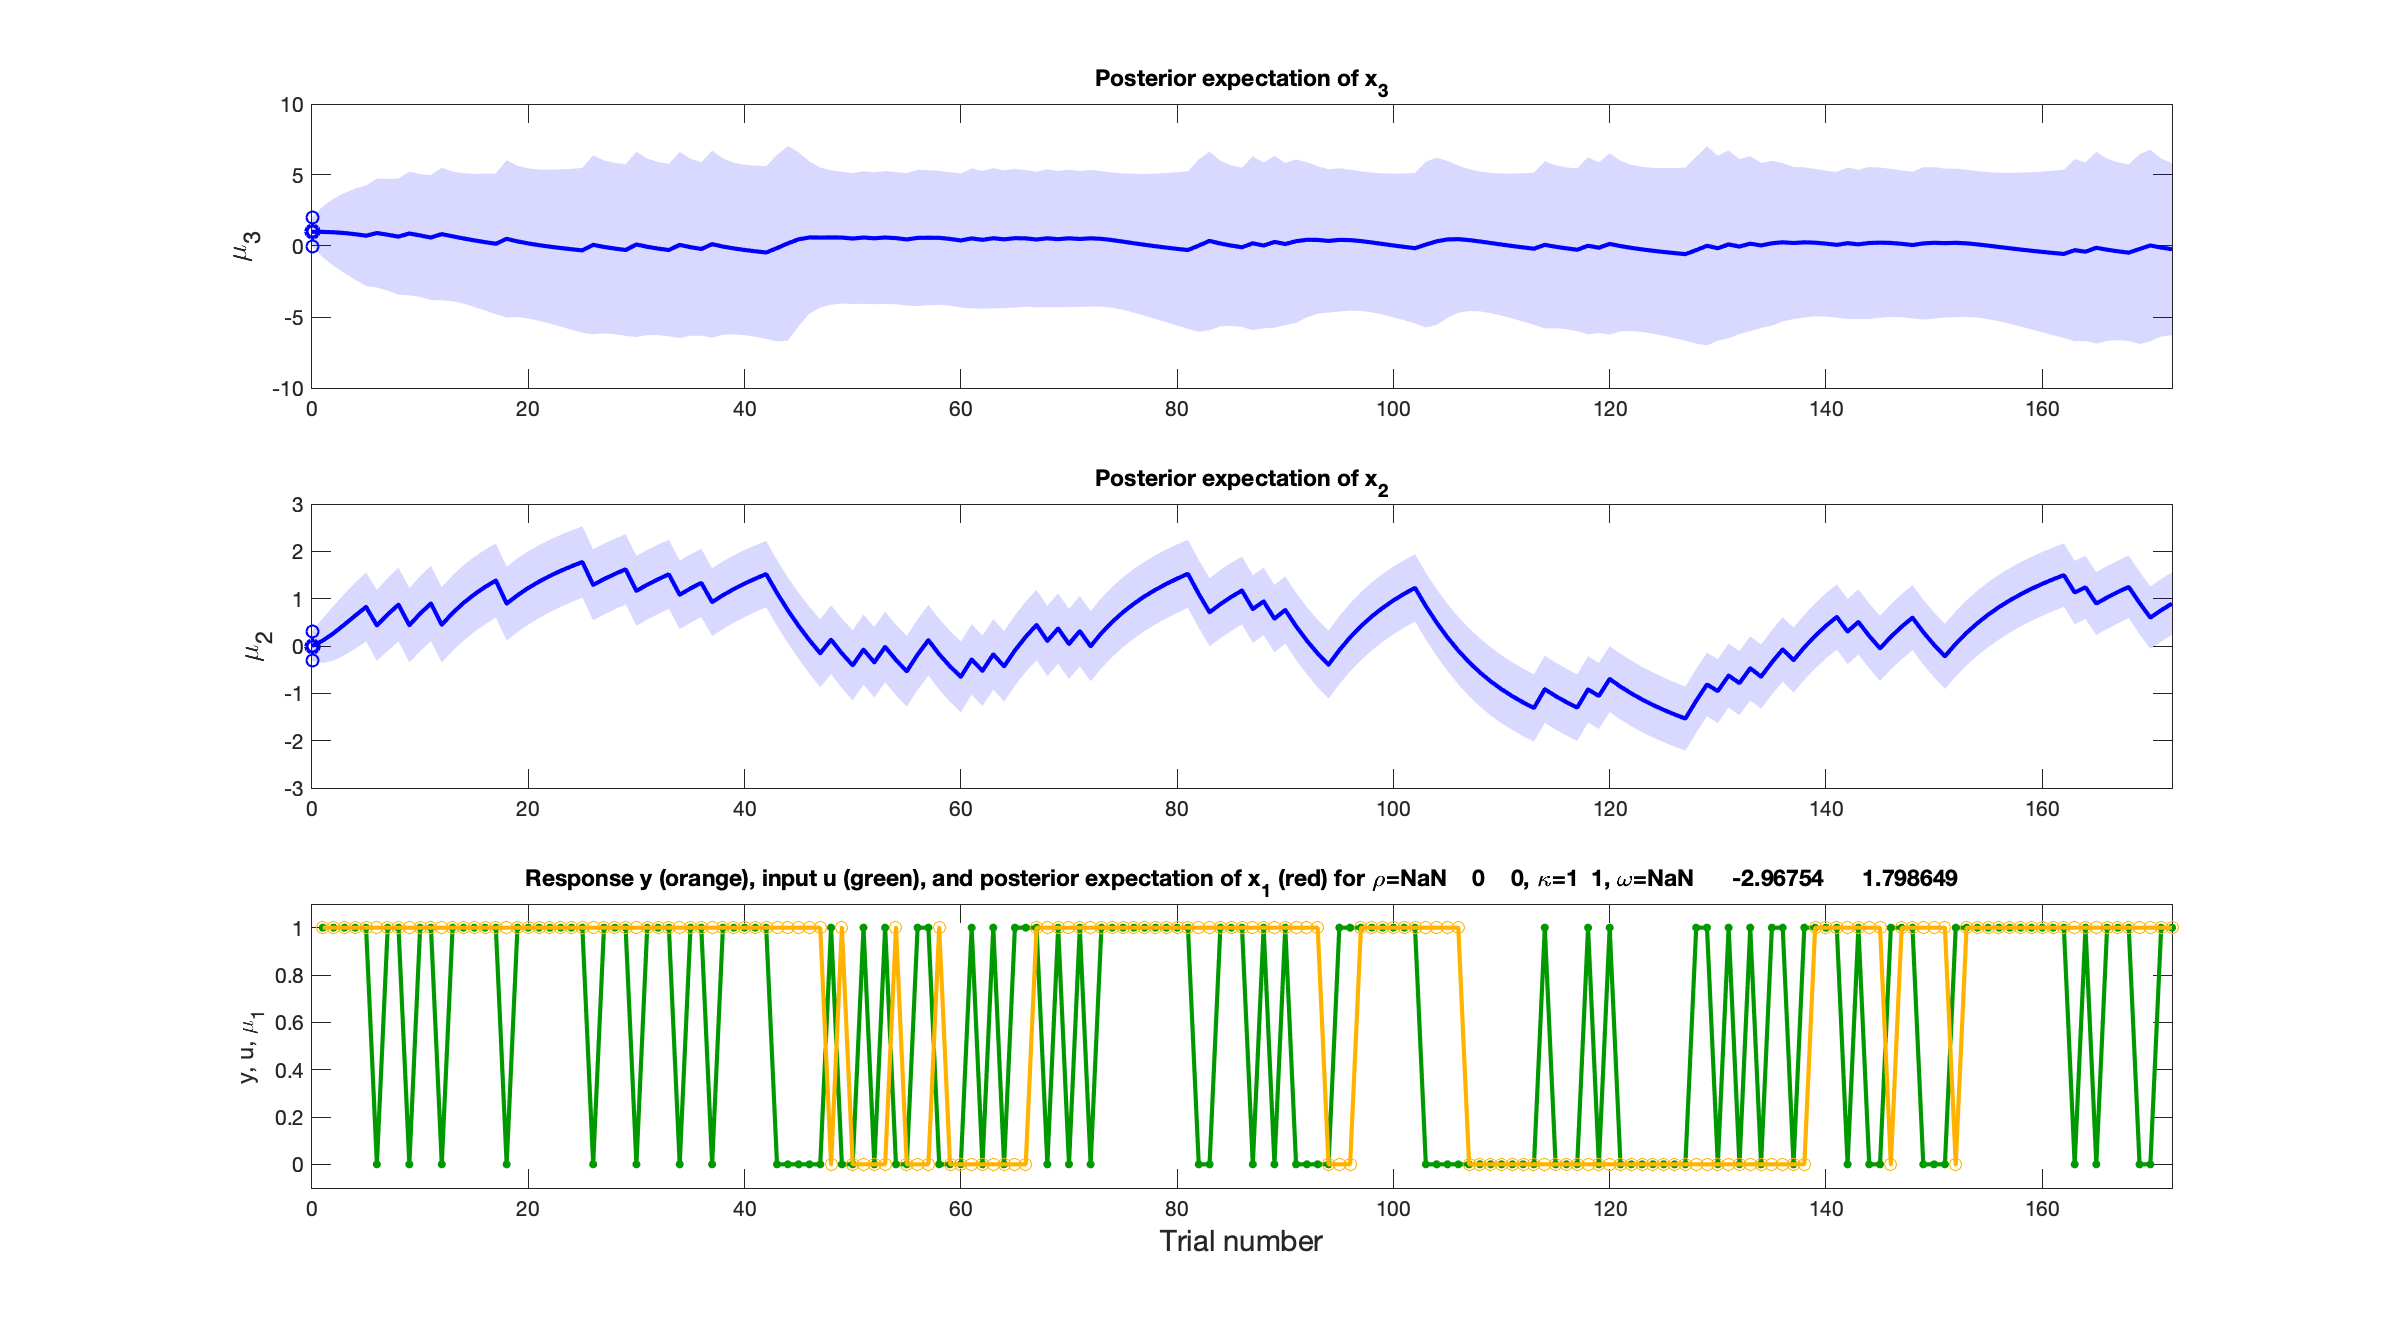 Posterior expectation of x3
10
5
0
-5
-10
μ3
0 20 40 60 80 100 120 140 160
Posterior expectation of x2
3
2
1
0
-1
-2
-3
μ2
0 20 40 60 80 100 120 140 160
Response y (orange), input u (green), and posterior expectation of x1 (red) for ρ=NaN 0 0, κ=1 1, ω=NaN -2.96754 1.798649
1
0.8
0.6
0.4
0.2
0
y, u, μ1
0 20 40 60 80 100 120 140 160
Trial number